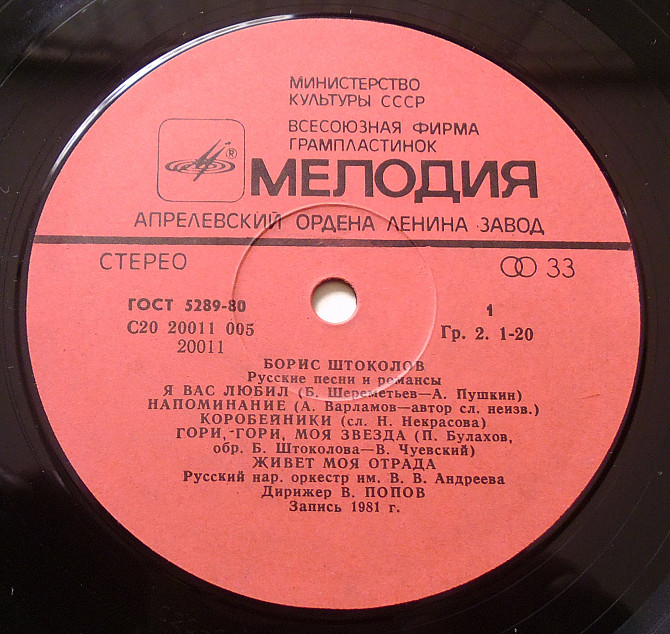 МИНИСТЕРСТВО
КУЛЬТУРЫ СССР
ВСЕСОЮЗНАЯ ФИРМА
ГРАМПЛАСТИНОК
® МЕЛОДИЯ
АПРЕЛЕВСКИЙ ОРДЕНА ЛЕНИНА ЗАВОД
СТЕРЕО 33
ГОСТ 5289-80 1
С20 20011 005 Гр. 2. 1-20
20011
БОРИС ШТОКОЛОВ
Русские песни и романсы
Я ВАС ЛЮБИЛ (Б. Шереметьев—А. Пушкин)
НАПОМИНАНИЕ (А. Варламов—автор сл. неизв.)
КОРОБЕЙНИКИ (сл. Н. Некрасова)
ГОРИ, ГОРИ, МОЯ ЗВЕЗДА (П. Булахов,
обр. Б. Штоколова—В. Чуевский)
ЖИВЕТ МОЯ ОТРАДА
Русский нар. оркестр им. В. В. Андреева
Дирижер В. ПОПОВ
Запись 1981 г.